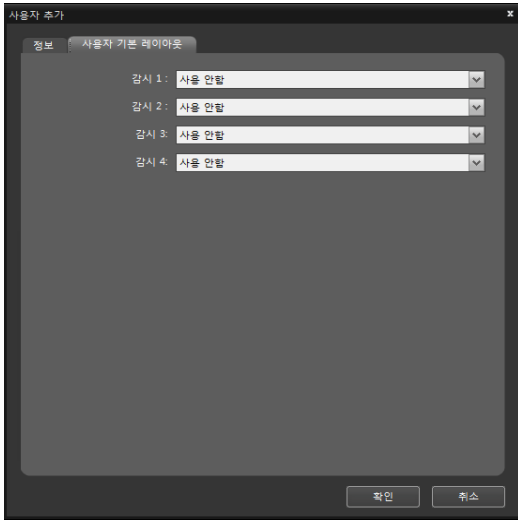 사용자 추가 x
정보 사용자 기본 레이아웃
감시 1 : 사용 안함
감시 2 : 사용 안함
감시 3: 사용 안함
감시 4: 사용 안함
확인 취소